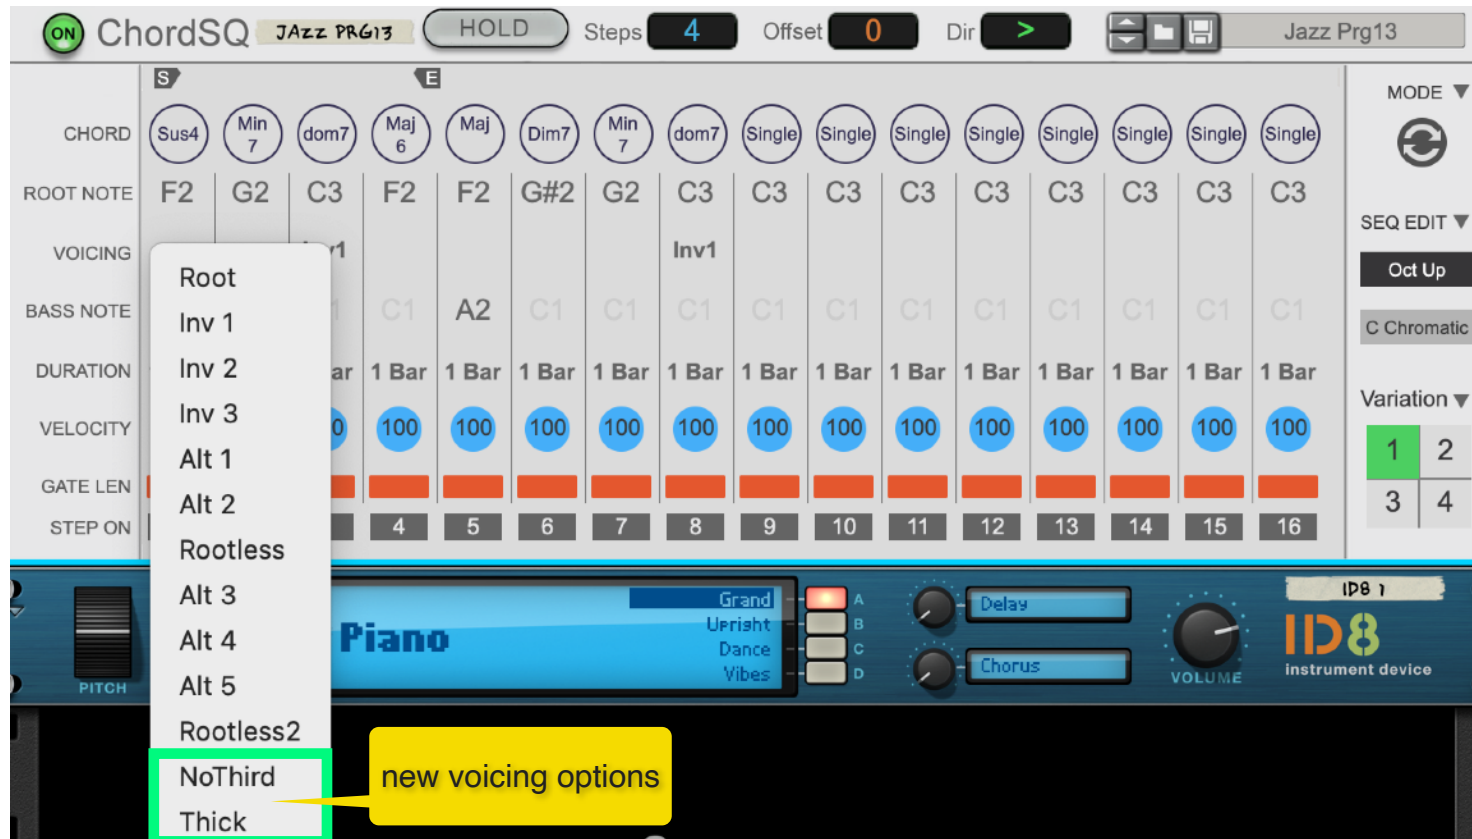 ON ChordSQ JAZZ PRG13 HOLD Steps 4 Offset 0 Dir > Jazz Prg13
S E
MODE
CHORD Sus4 Min 7 dom7 Maj 6 Maj Dim7 Min 7 dom7 Single Single Single Single Single Single Single Single
ROOT NOTE F2 G2 C3 F2 F2 G#2 G2 C3 C3 C3 C3 C3 C3 C3 C3 C3
SEQ EDIT
VOICING Inv1
Oct Up
BASS NOTE C1 A2 C1 C1 C1 C1 C1 C1 C1 C1 C1 C1 C1
C Chromatic
DURATION 1 Bar 1 Bar 1 Bar 1 Bar 1 Bar 1 Bar 1 Bar 1 Bar 1 Bar 1 Bar 1 Bar 1 Bar 1 Bar
Variation
VELOCITY 100 100 100 100 100 100 100 100 100 100 100 100 100
1 2
GATE LEN
3 4
STEP ON 4 5 6 7 8 9 10 11 12 13 14 15 16
Root
Inv 1
Inv 2
Inv 3
Alt 1
Alt 2
Rootless
Alt 3
Alt 4
Alt 5
Rootless2
NoThird
Thick
new voicing options
PITCH
Piano
Grand A
Upright B
Dance C
Vibes D
Delay
Chorus
VOLUME
ID8 1
ID8
instrument device